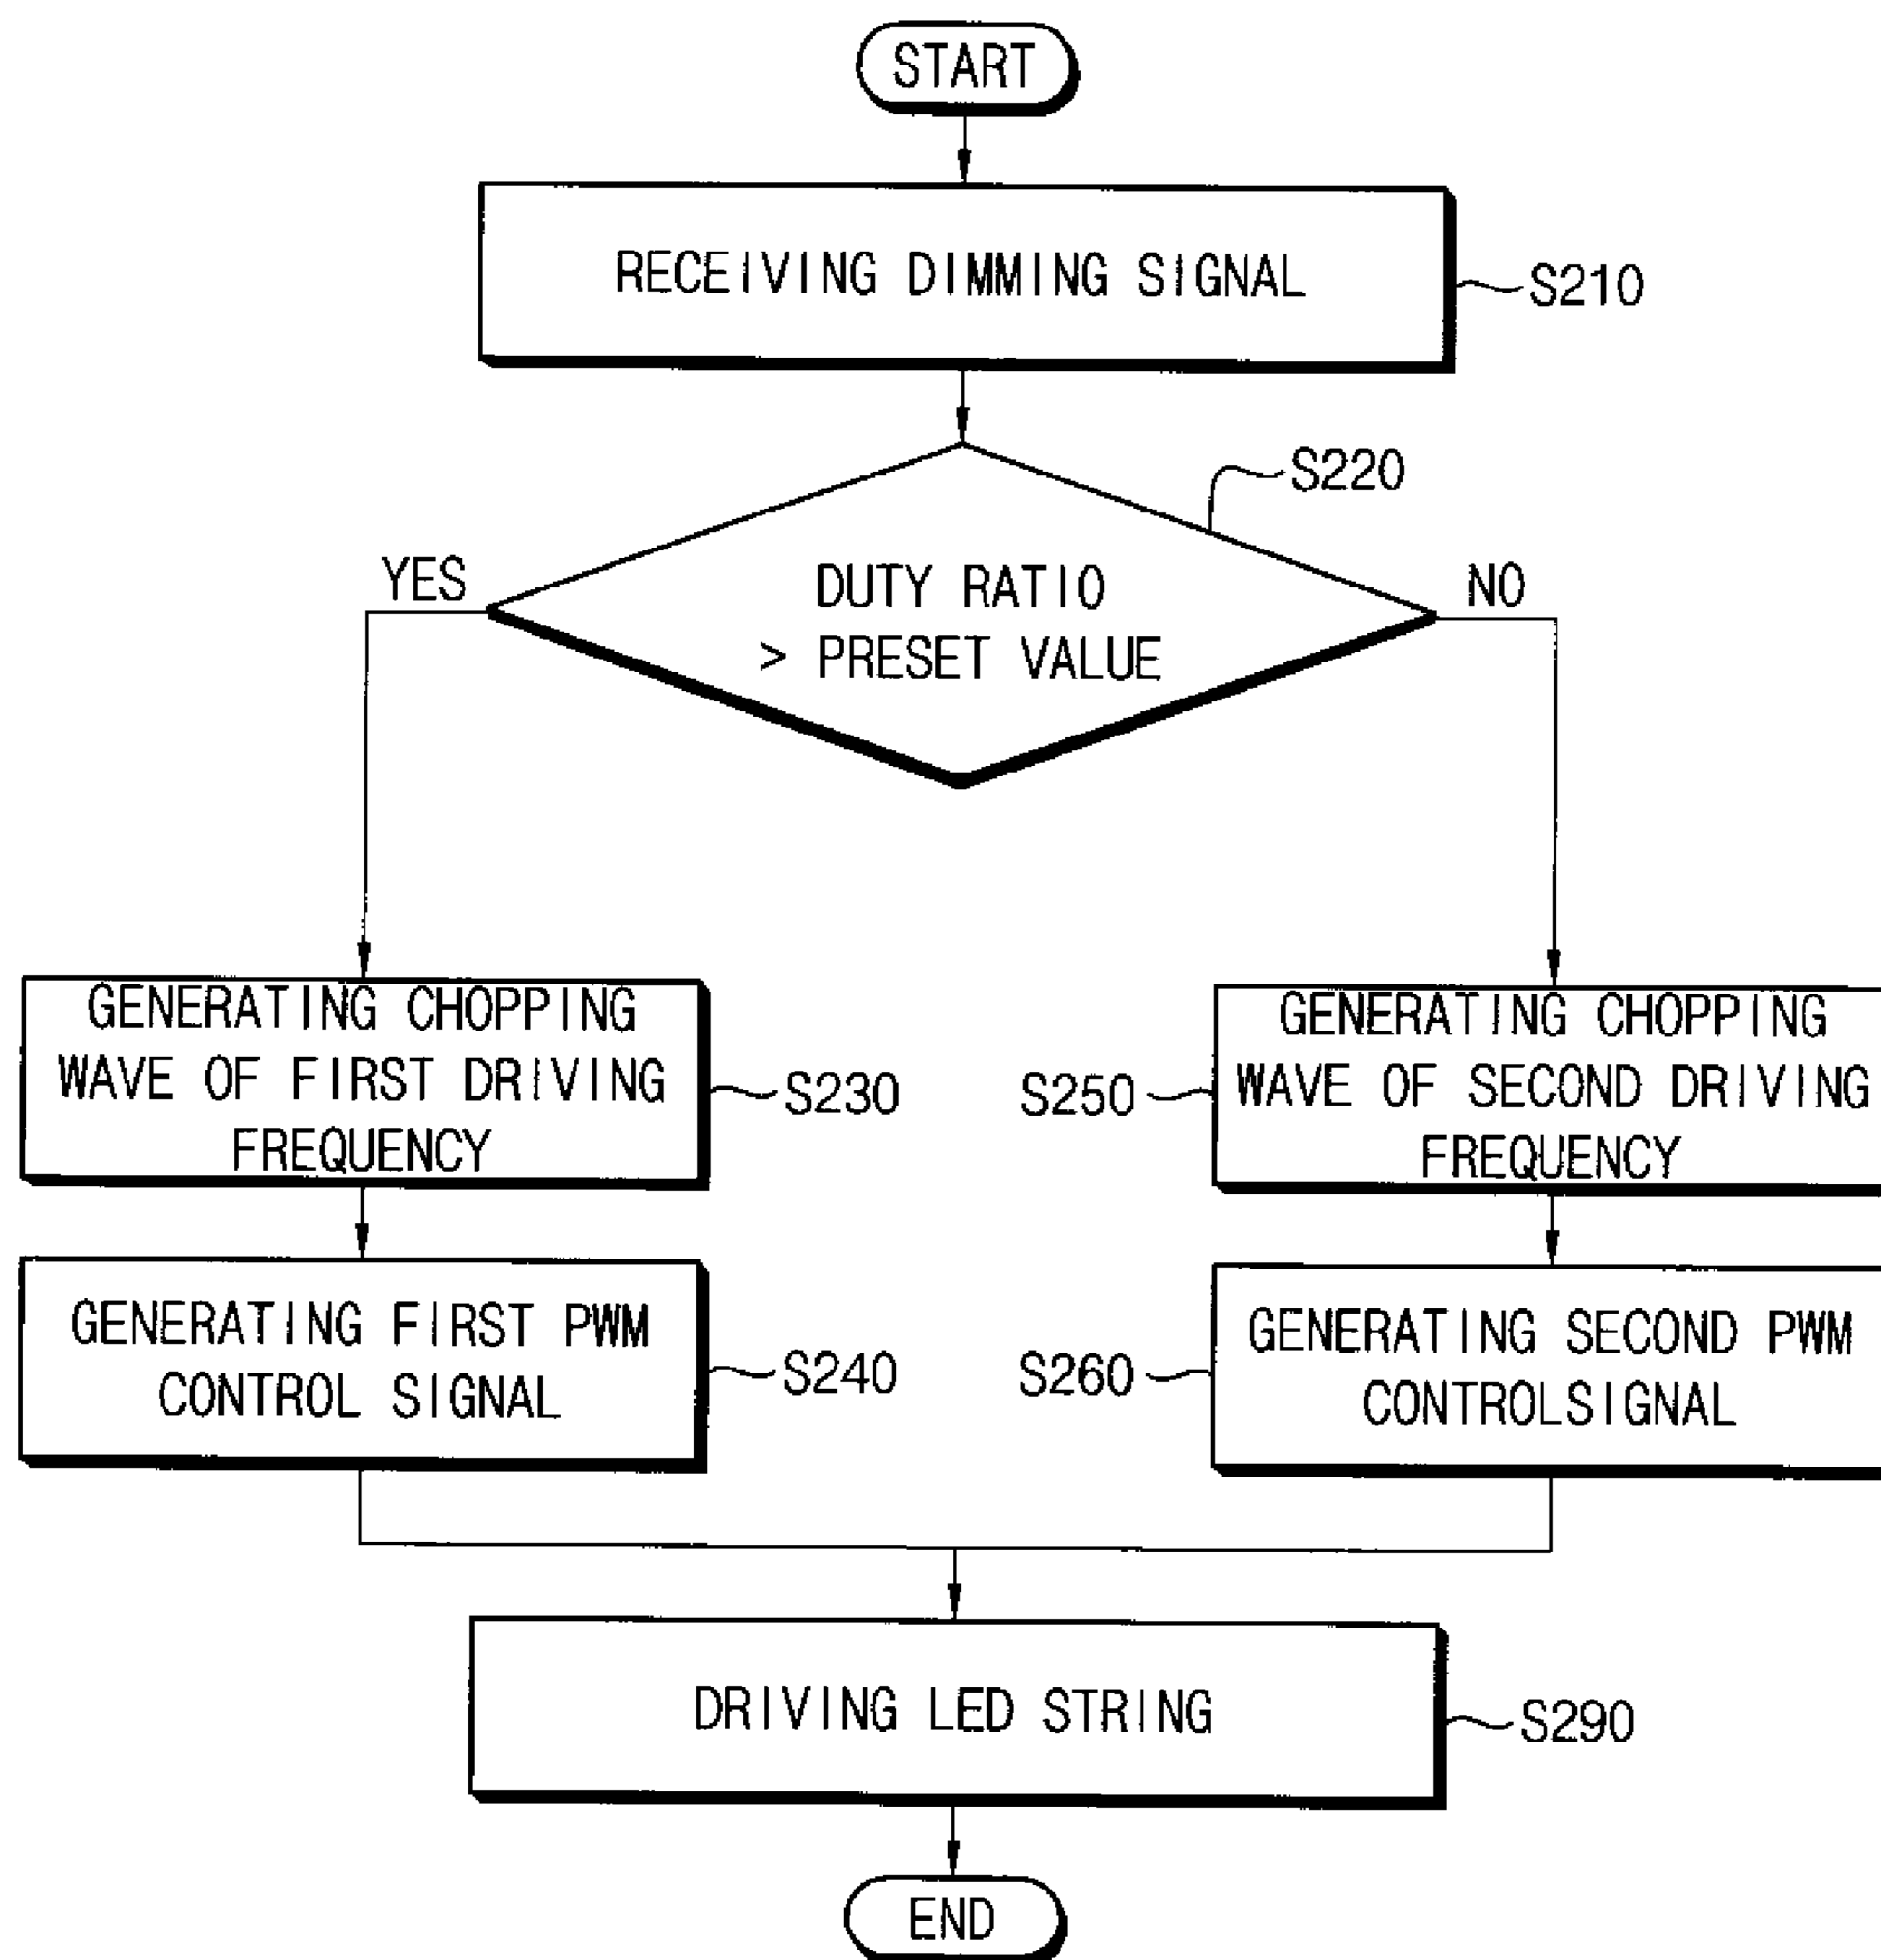 START
RECEIVING DIMMING SIGNAL
S210
S220
YES
DUTY RATIO
> PRESET VALUE
NO
GENERATING CHOPPING
WAVE OF FIRST DRIVING
FREQUENCY
S230
S250
GENERATING CHOPPING
WAVE OF SECOND DRIVING
FREQUENCY
GENERATING FIRST PWM
CONTROL SIGNAL
S240
S260
GENERATING SECOND PWM
CONTROLSIGNAL
DRIVING LED STRING
S290
END